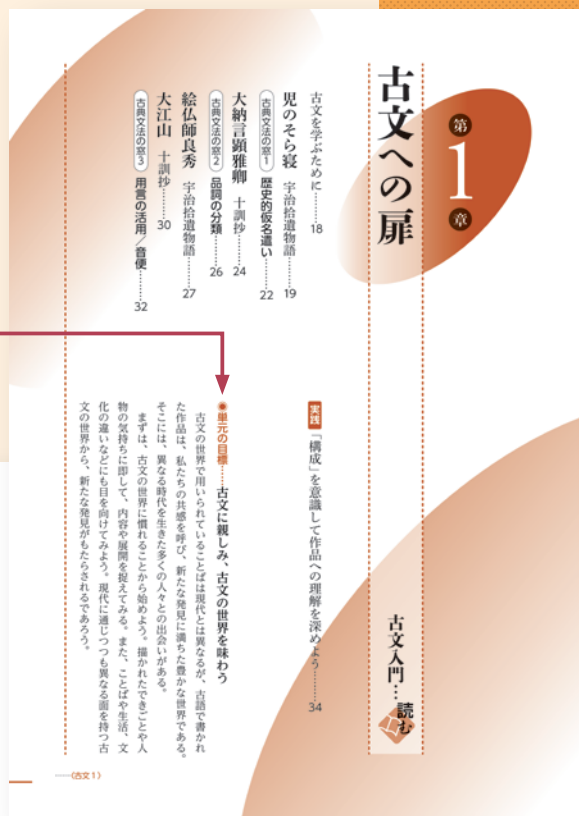 第1章
古文への扉
古文入門…読む
古文を学ぶために……18
児のそら寝　宇治拾遺物語……19
古典文法の窓1　歴史的仮名遣い……22
大納言顕雅卿　十訓抄……24
古典文法の窓2　品詞の分類……26
絵仏師良秀　宇治拾遺物語……27
大江山　十訓抄……30
古典文法の窓3　用言の活用／音便……32
実践　「構成」を意識して作品への理解を深めよう……34
●単元の目標……古文に親しみ、古文の世界を味わう
古文の世界で用いられていることばは現代とは異なるが、古語で書かれ
た作品は、私たちの共感を呼び、新たな発見に満ちた豊かな世界である。
そこには、異なる時代を生きた多くの人々との出会いがある。
まずは、古文の世界に慣れることから始めよう。描かれたできごとや人
物の気持ちに即して、内容や展開を捉えてみる。また、ことばや生活、文
化の違いなどにも目を向けてみよう。現代に通じつつも異なる面を持つ古
文の世界から、新たな発見がもたらされるであろう。
(古文1)